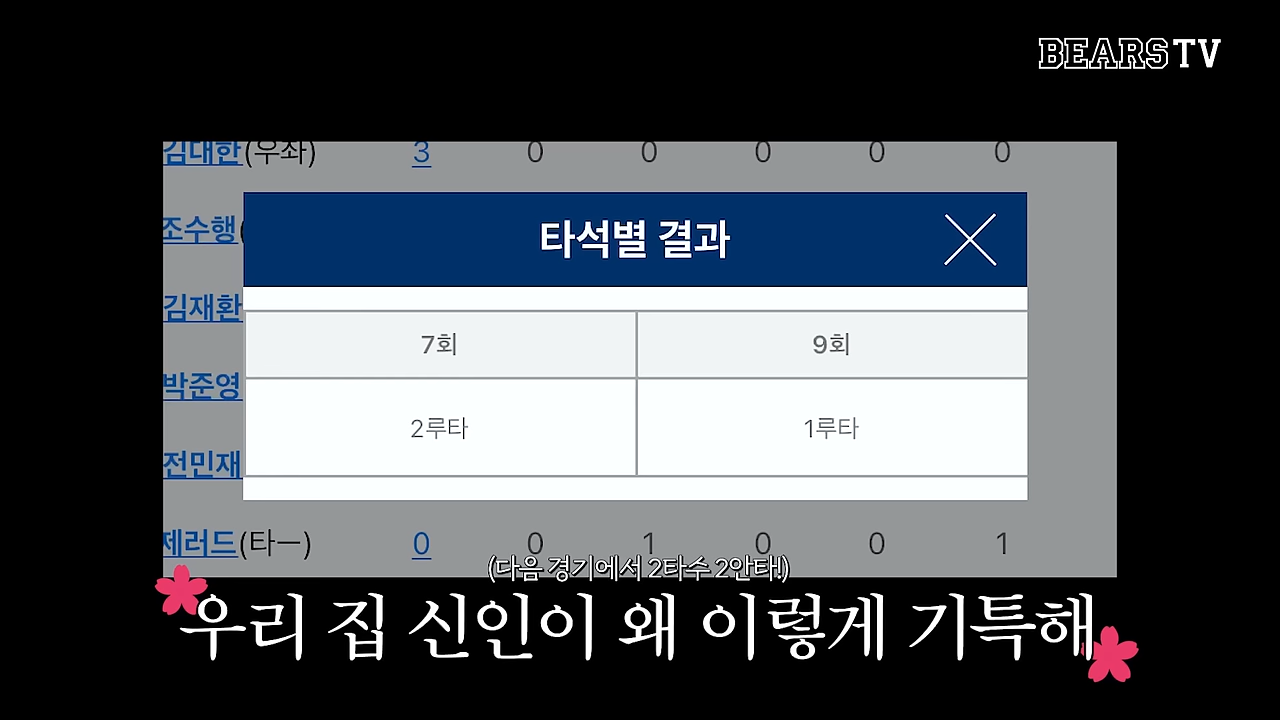 BEARS TV
김대한(우좌) 3 0 0 0 0 0
조수행(
타석별 결과
김재환
7회 9회
박준영
2루타 1루타
전민재
제러드(타一) 0 0 1 0 0 1
(다음 경기에서 2타수 2안타!)
우리 집 신인이 왜 이렇게 기특해